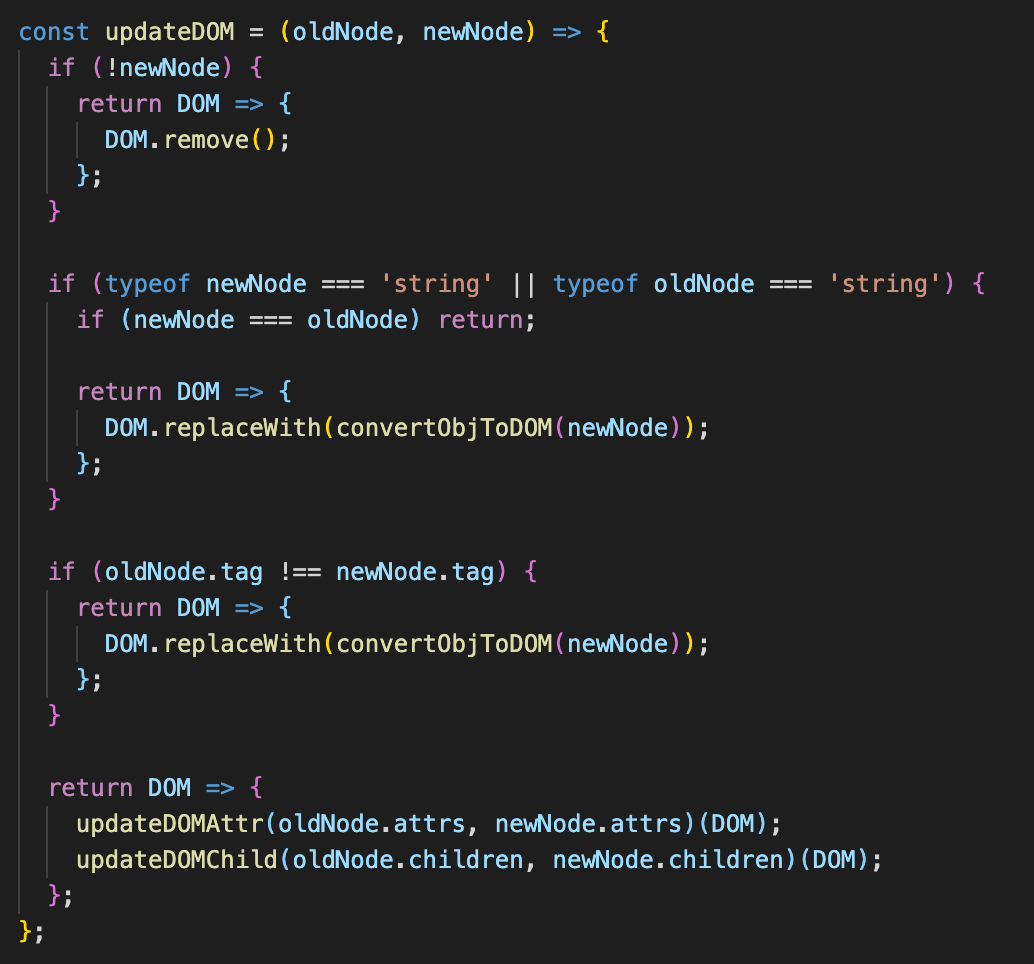 const updateDOM = (oldNode, newNode) => {
  if (!newNode) {
    return DOM => {
      DOM.remove();
    };
  }

  if (typeof newNode === 'string' || typeof oldNode === 'string') {
    if (newNode === oldNode) return;

    return DOM => {
      DOM.replaceWith(convertObjToDOM(newNode));
    };
  }

  if (oldNode.tag !== newNode.tag) {
    return DOM => {
      DOM.replaceWith(convertObjToDOM(newNode));
    };
  }

  return DOM => {
    updateDOMAttr(oldNode.attrs, newNode.attrs)(DOM);
    updateDOMChild(oldNode.children, newNode.children)(DOM);
  };
};